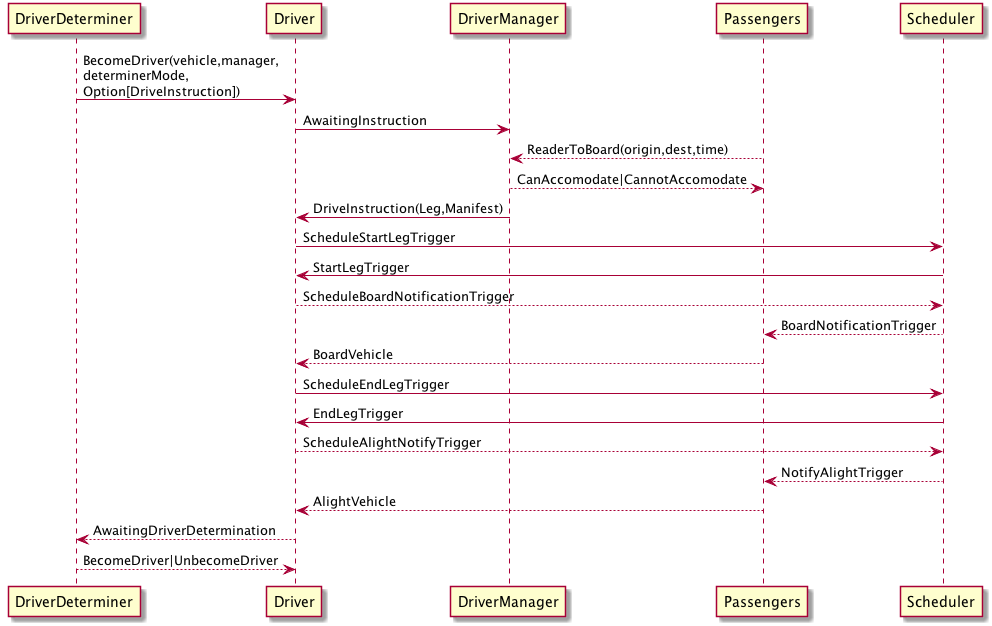 DriverDeterminer
Driver
DriverManager
Passengers
Scheduler
BecomeDriver(vehicle,manager,
determinerMode,
Option[DriveInstruction])
AwaitingInstruction
ReaderToBoard(origin,dest,time)
CanAccomodate|CannotAccomodate
DriveInstruction(Leg,Manifest)
ScheduleStartLegTrigger
StartLegTrigger
ScheduleBoardNotificationTrigger
BoardNotificationTrigger
BoardVehicle
ScheduleEndLegTrigger
EndLegTrigger
ScheduleAlightNotifyTrigger
NotifyAlightTrigger
AlightVehicle
AwaitingDriverDetermination
BecomeDriver|UnbecomeDriver
DriverDeterminer
Driver
DriverManager
Passengers
Scheduler